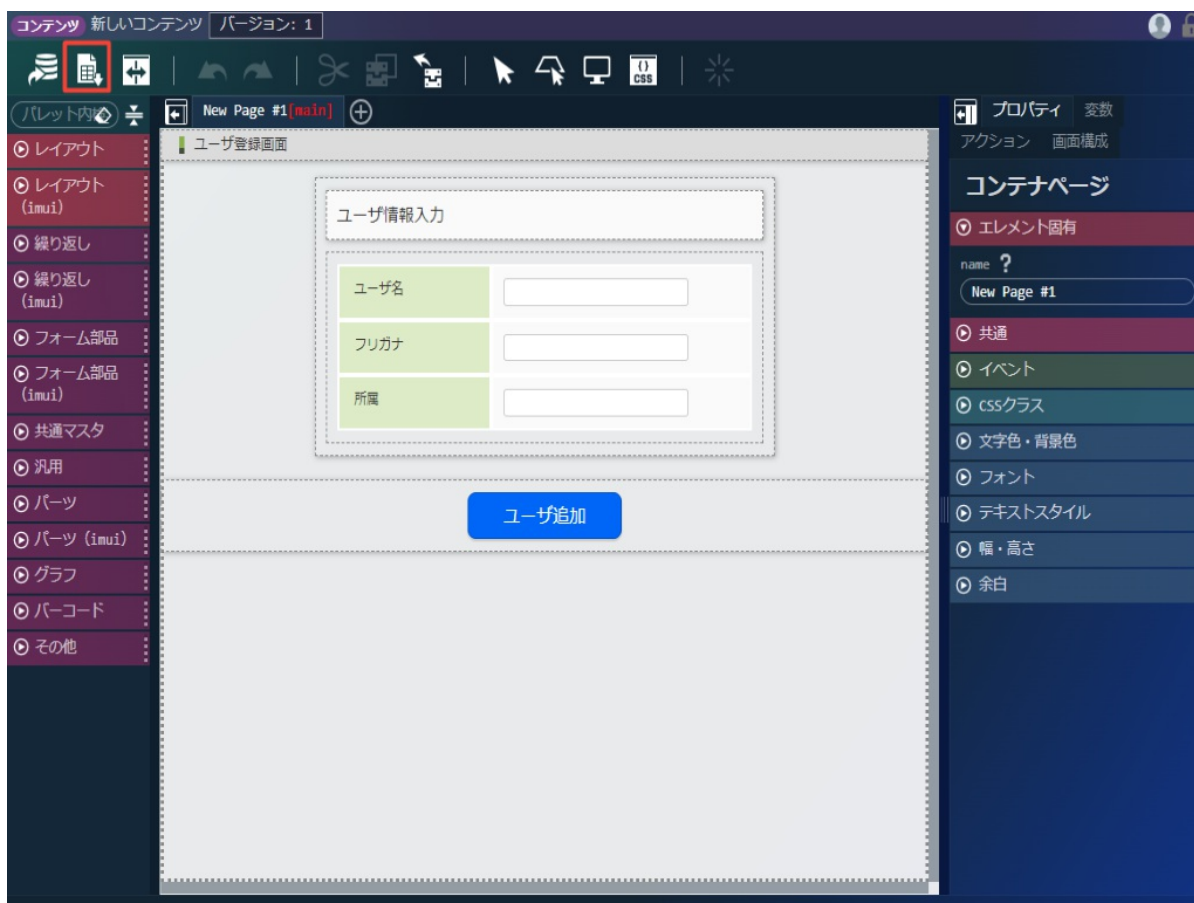 コンテンツ 新しいコンテンツ バージョン: 1
{} CSS
パレット内検
New Page #1[main]
プロパティ 変数
アクション 画面構成
レイアウト
レイアウト
(imui)
繰り返し
繰り返し
(imui)
フォーム部品
フォーム部品
(imui)
共通マスタ
汎用
パーツ
パーツ (imui)
グラフ
バーコード
その他
ユーザ登録画面
ユーザ情報入力
ユーザ名
フリガナ
所属
ユーザ追加
コンテナページ
エレメント固有
name ?
New Page #1
共通
イベント
CSSクラス
文字色・背景色
フォント
テキストスタイル
幅・高さ
余白